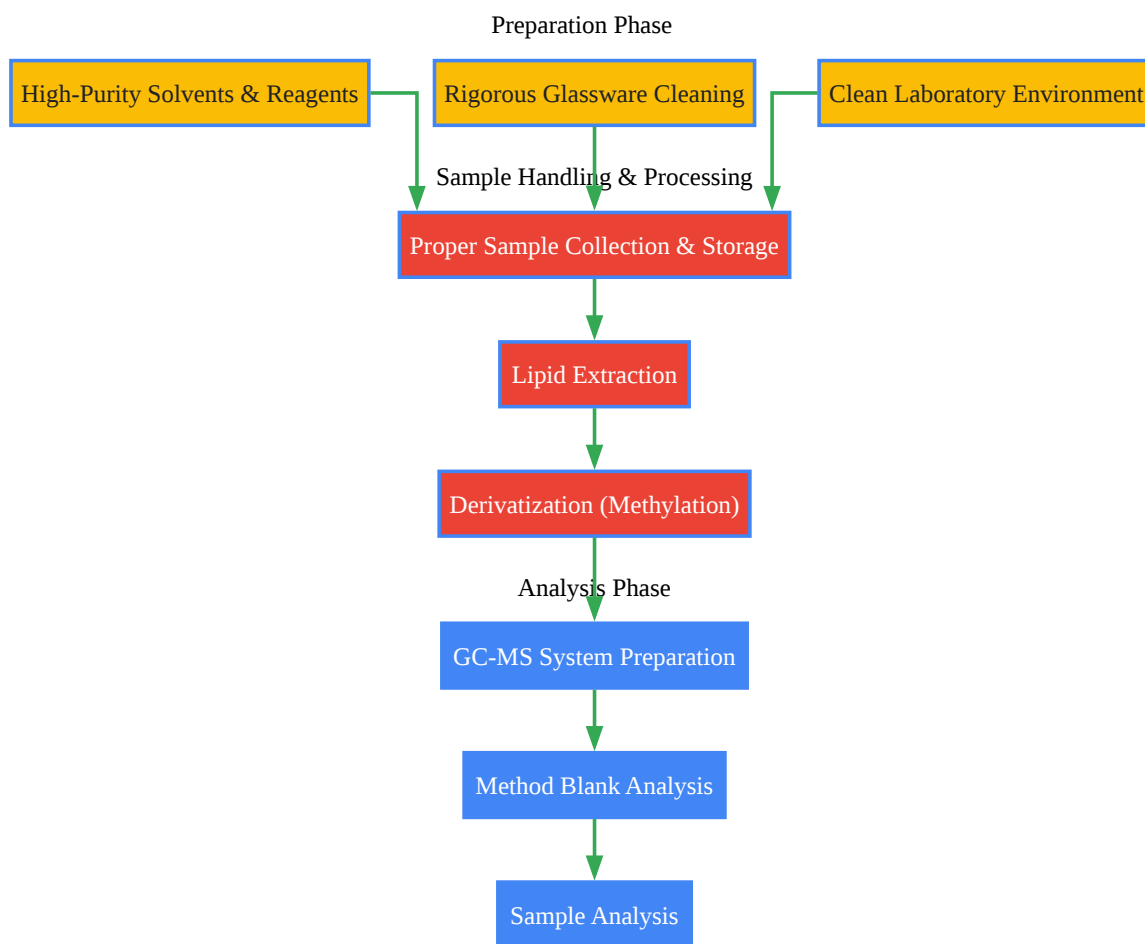 Preparation Phase
High-Purity Solvents & Reagents
Rigorous Glassware Cleaning
Clean Laboratory Environment
Sample Handling & Processing
Proper Sample Collection & Storage
Lipid Extraction
Derivatization (Methylation)
Analysis Phase
GC-MS System Preparation
Method Blank Analysis
Sample Analysis